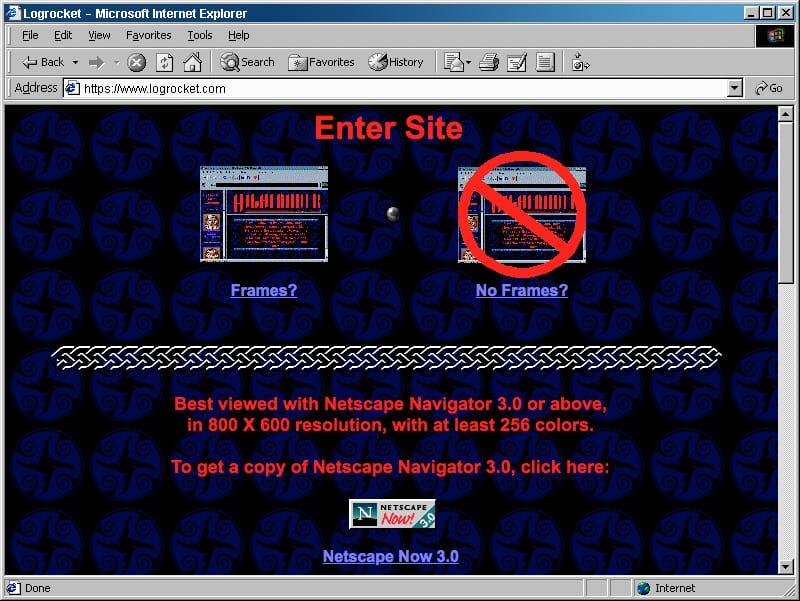 Logrocket - Microsoft Internet Explorer
File Edit View Favorites Tools Help
Back Search Favorites History
Address https://www.logrocket.com Go
Enter Site
HIGHLANDER HIGHLANDER
Frames? No Frames?
Best viewed with Netscape Navigator 3.0 or above,
in 800 X 600 resolution, with at least 256 colors.
To get a copy of Netscape Navigator 3.0, click here:
N NETSCAPE
Now! 3.0
Netscape Now 3.0
Done Internet